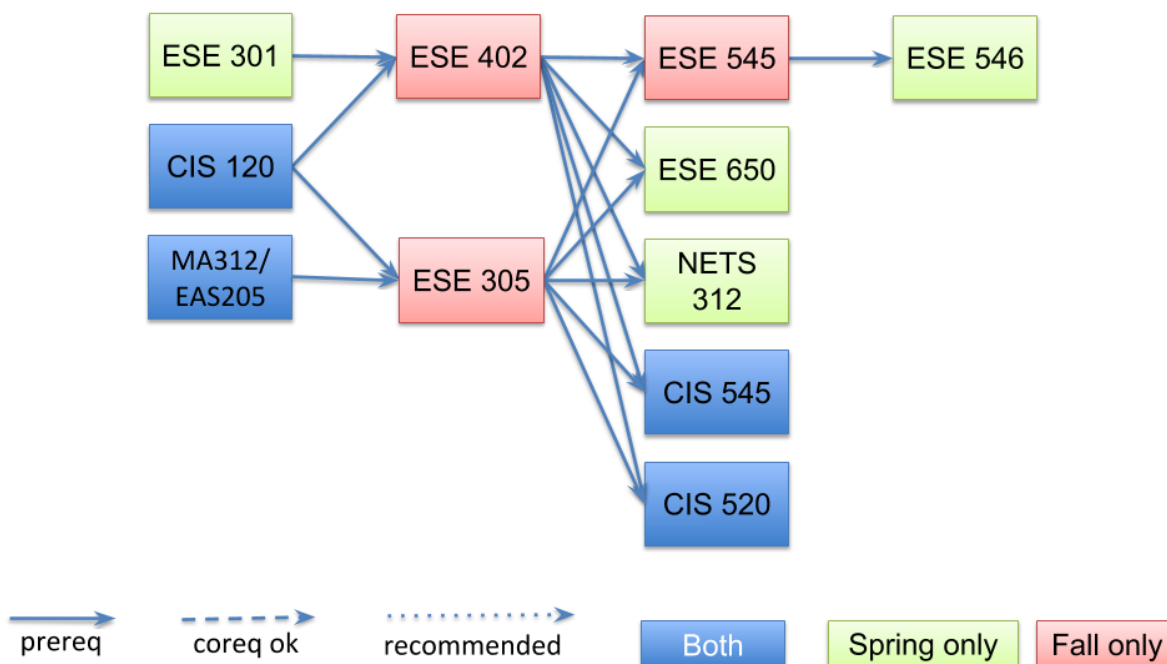 ESE 301
ESE 402
ESE 545
ESE 546
CIS 120
ESE 650
MA312/
EAS205
ESE 305
NETS
312
CIS 545
CIS 520
prereq
coreq ok
recommended
Both
Spring only
Fall only